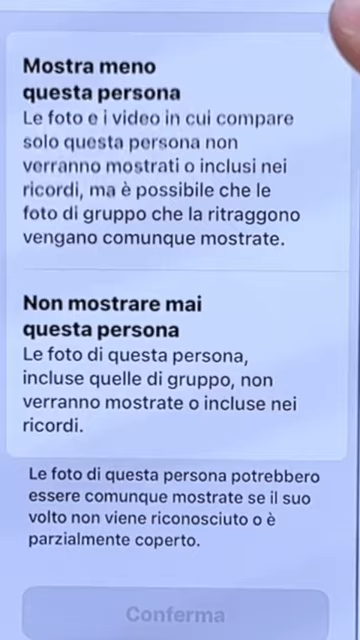 Mostra meno
questa persona
Le foto e i video in cui compare
solo questa persona non
verranno mostrati o inclusi nei
ricordi, ma è possibile che le
foto di gruppo che la ritraggono
vengano comunque mostrate.
Non mostrare mai
questa persona
Le foto di questa persona,
incluse quelle di gruppo, non
verranno mostrate o incluse nei
ricordi.
Le foto di questa persona potrebbero
essere comunque mostrate se il suo
volto non viene riconosciuto o è
parzialmente coperto.
Conferma